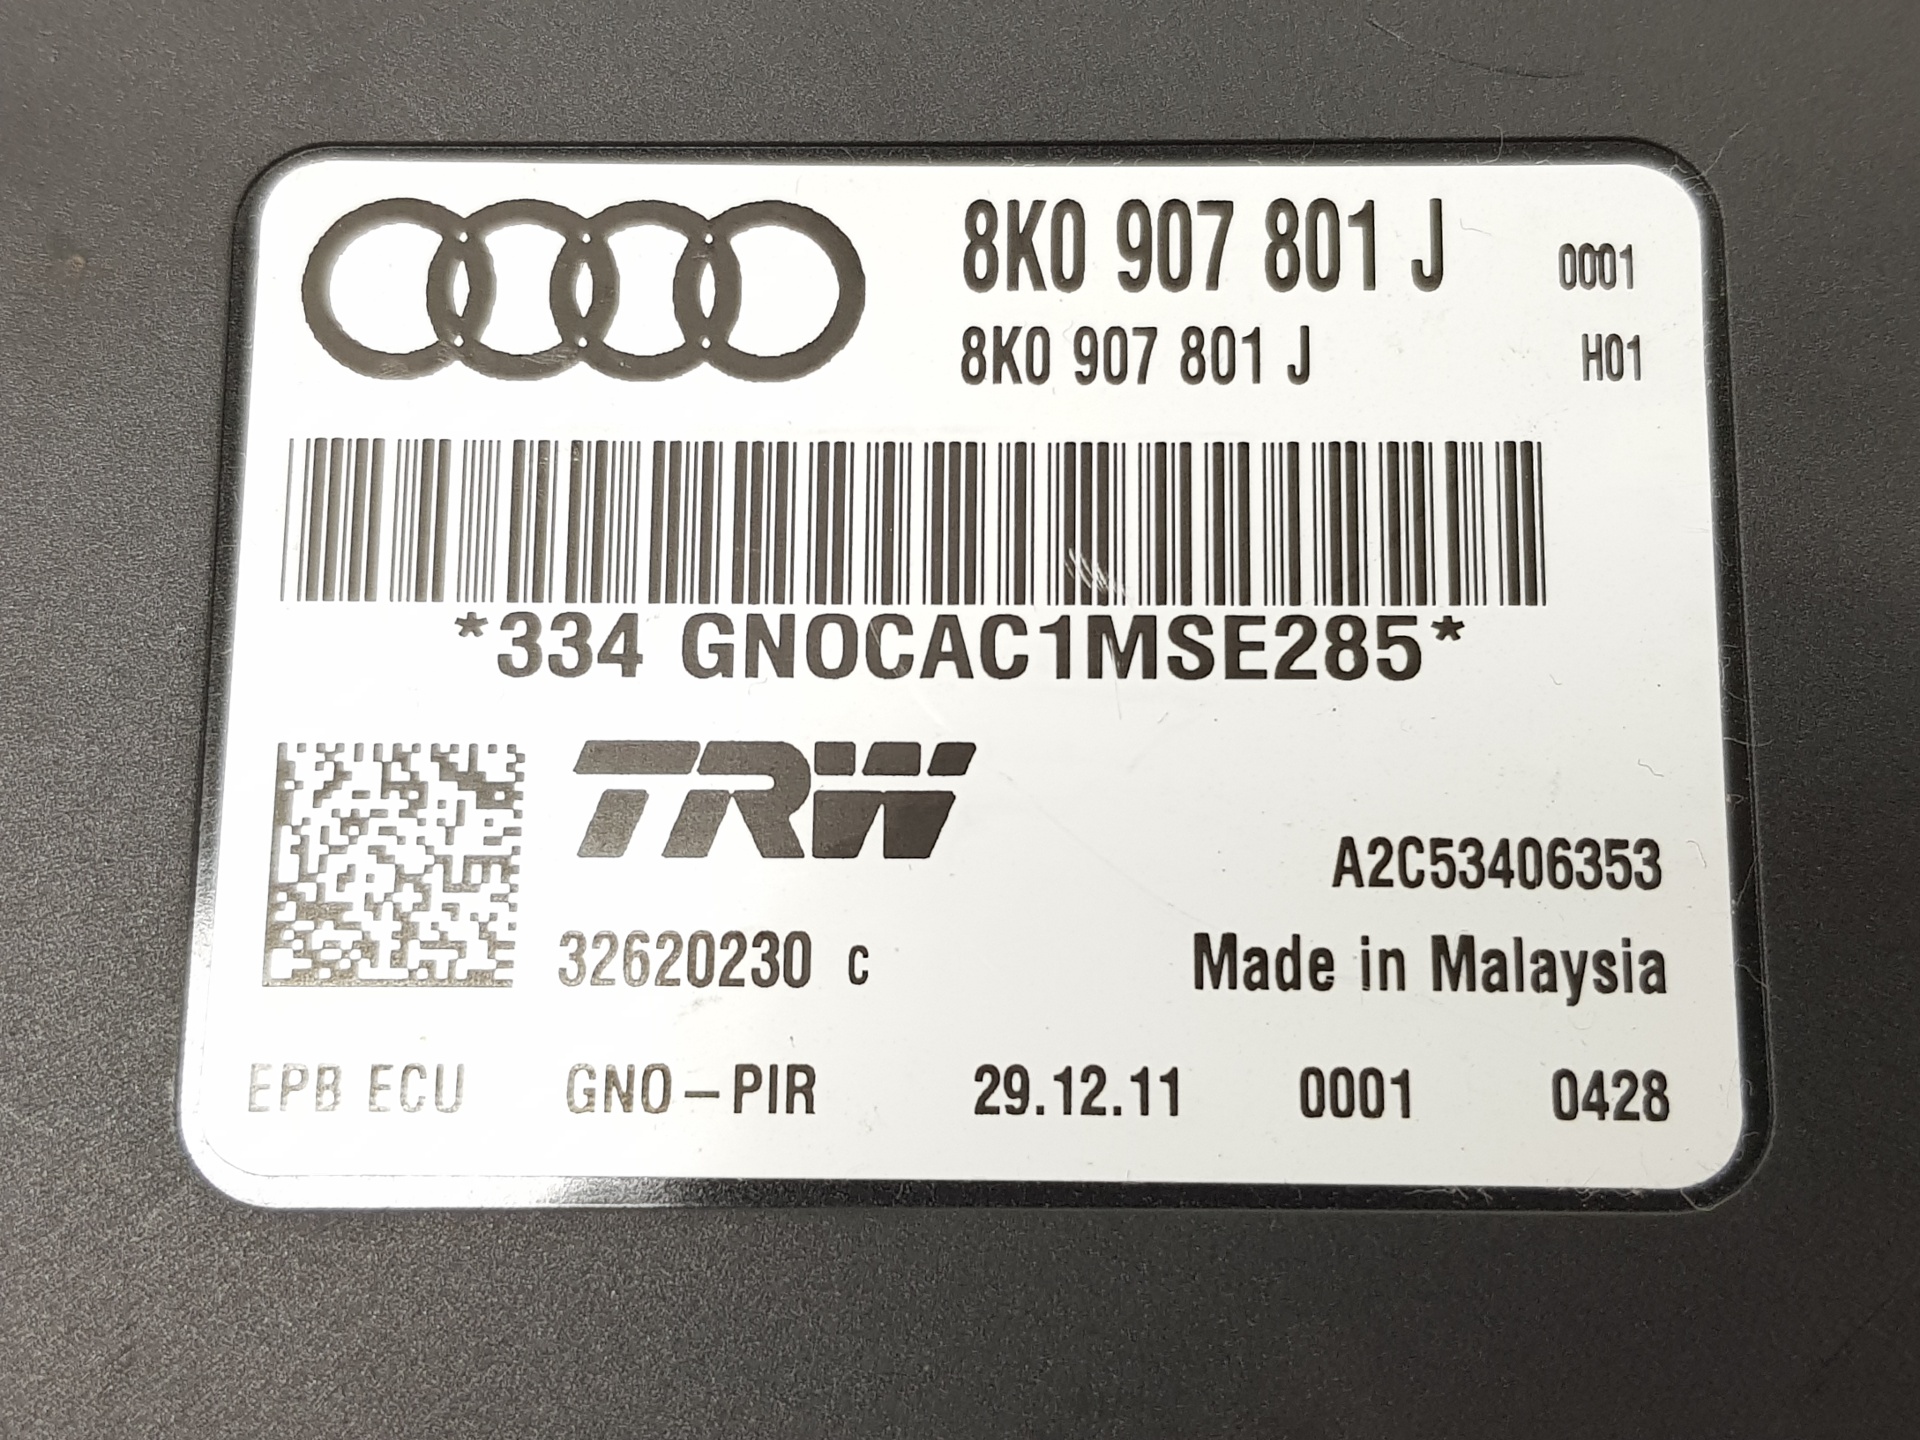 8K0 907 801 J 0001
8K0 907 801 J H01
*334 GNOCAC1MSE285*
TRW
A2C53406353
32620230 C Made in Malaysia
EPB ECU GNO-PIR 29.12.11 0001 0428